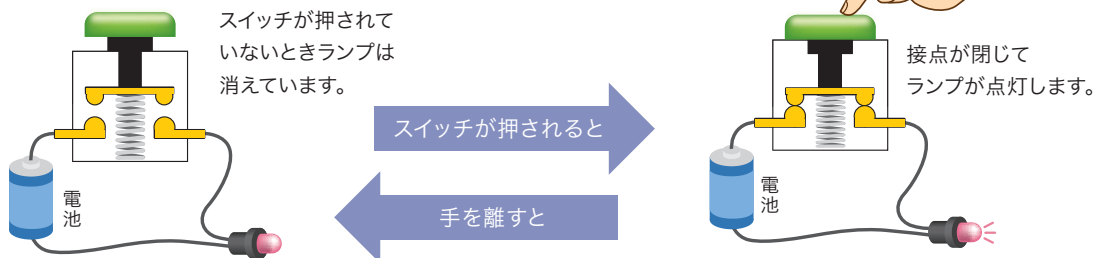 スイッチが押されて
いないときランプは
消えています。
電池
スイッチが押されると
手を離すと
接点が閉じて
ランプが点灯します。
電池